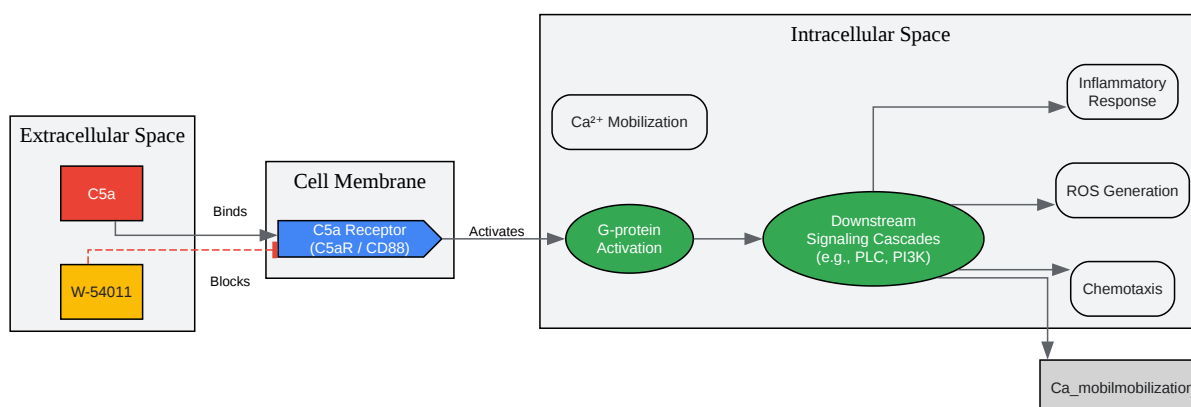 Intracellular Space
Inflammatory
Response
Ca²⁺ Mobilization
Extracellular Space
Cell Membrane
C5a
ROS Generation
Binds
C5a Receptor
(C5aR / CD88)
Activates
G-protein
Activation
Downstream
Signaling Cascades
(e.g., PLC, PI3K)
Blocks
W-54011
Chemotaxis
Ca_mobilmobilization